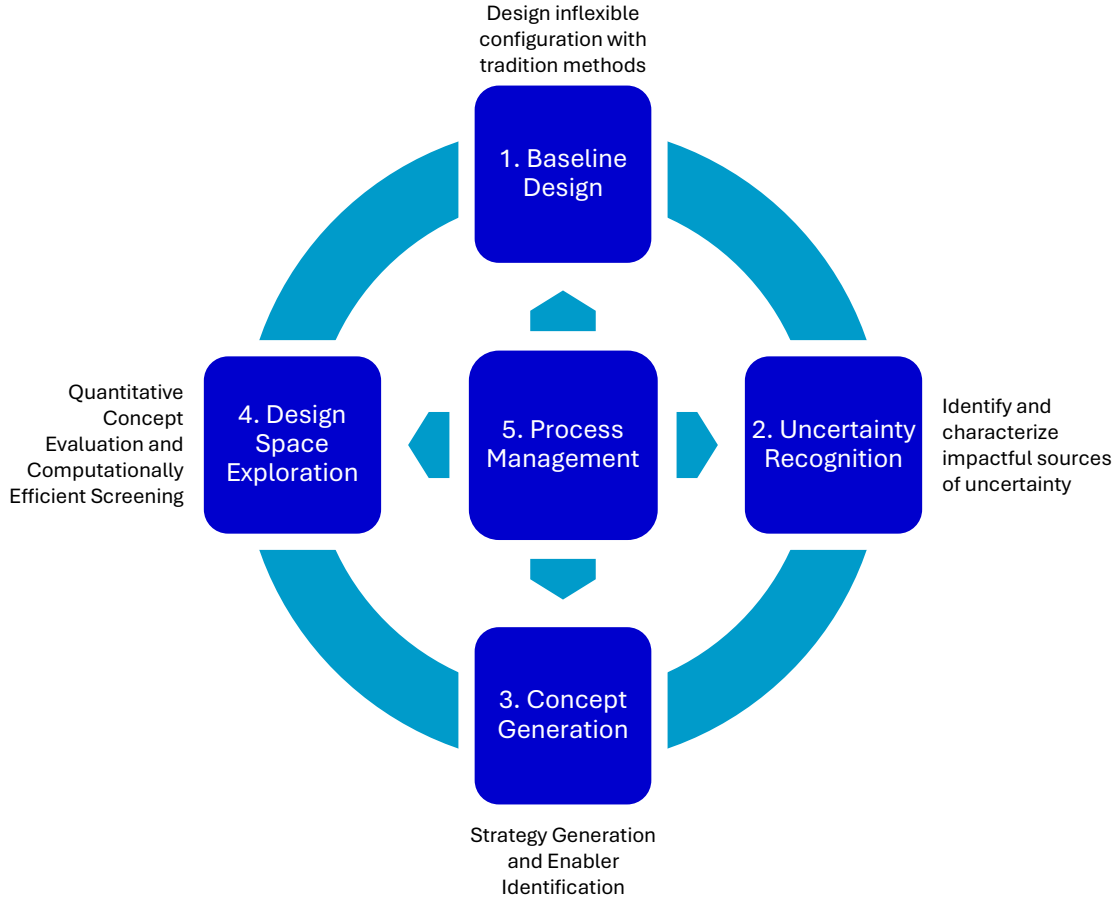 Design inflexible
configuration with
tradition methods
1. Baseline
Design
Quantitative
Concept
Evaluation and
Computationally
Efficient Screening
4. Design
Space
Exploration
5. Process
Management
2. Uncertainty
Recognition
Identify and
characterize
impactful sources
of uncertainty
3. Concept
Generation
Strategy Generation
and Enabler
Identification